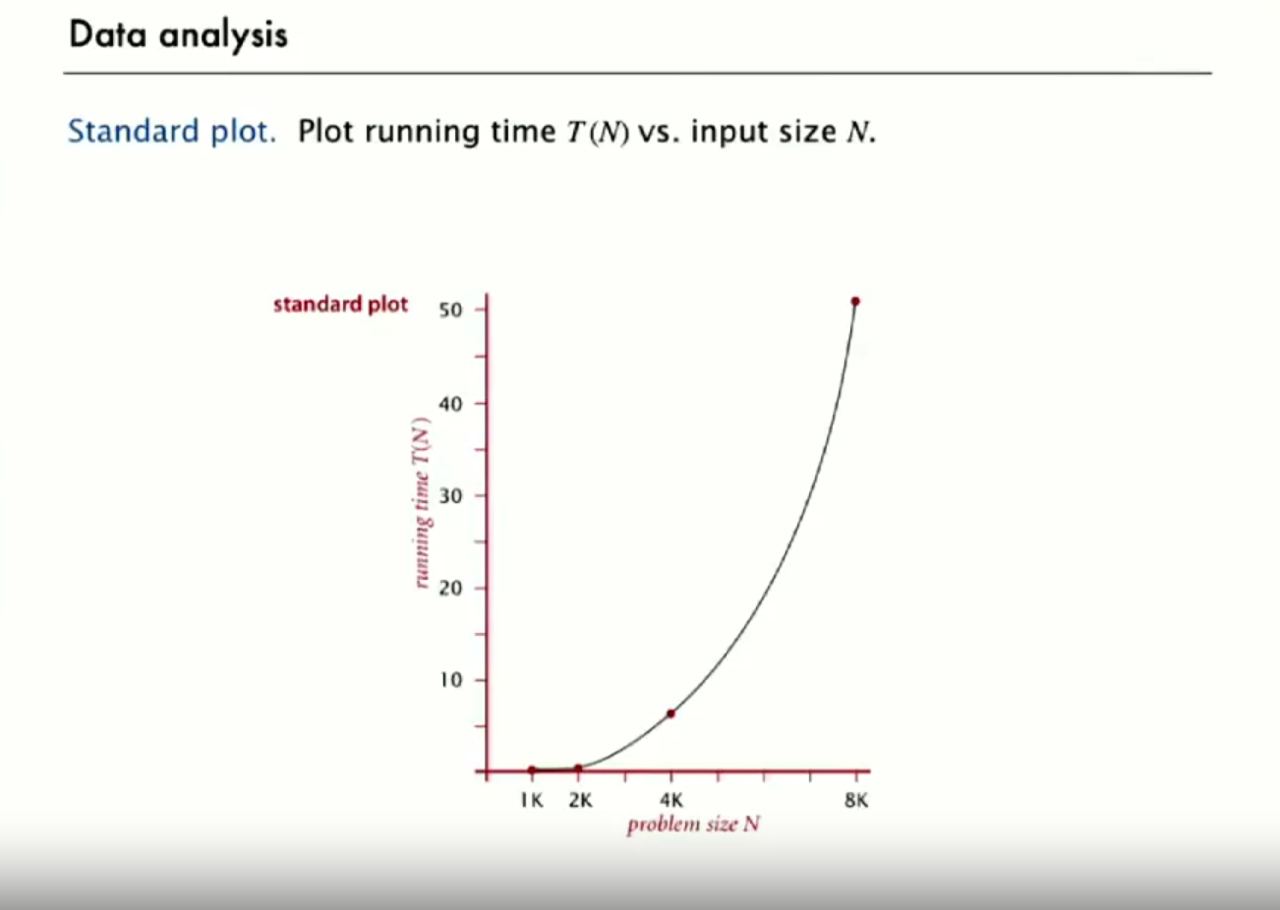 Data analysis
Standard plot. Plot running time T(N) vs. input size N.
standard plot
50
40
30
20
10
running time T(N)
1K 2K 4K 8K
problem size N